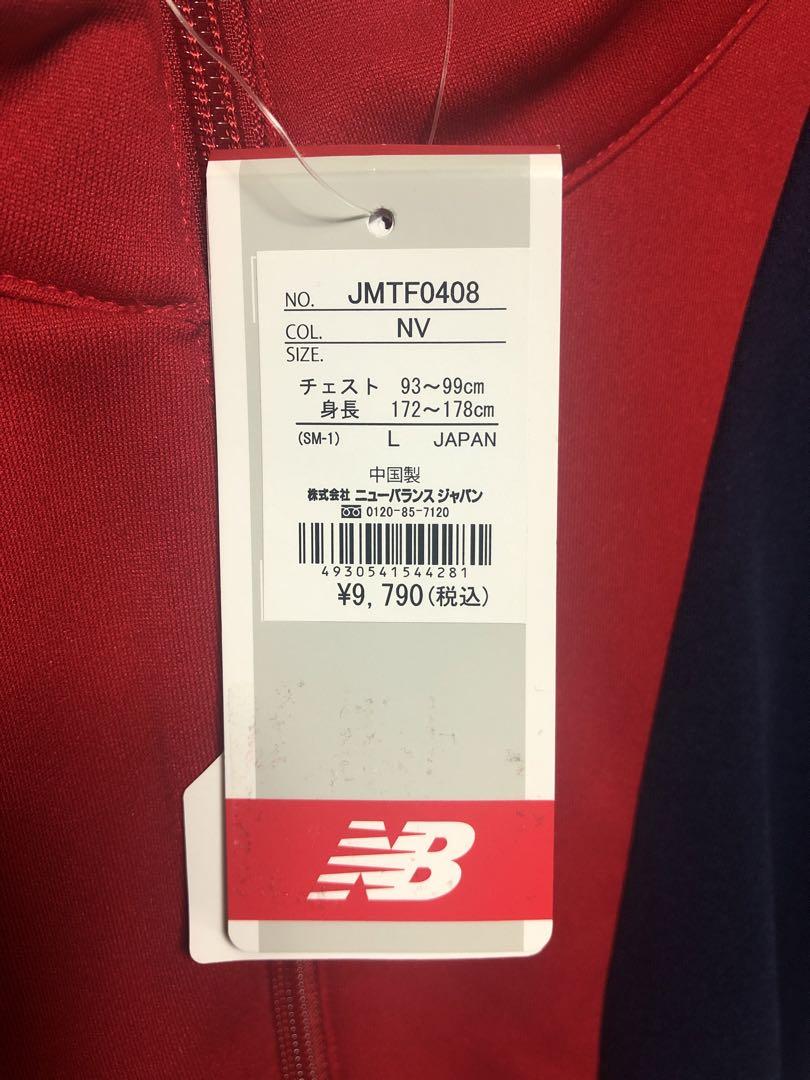 NO. JMTF0408
COL. NV
SIZE.
チェスト 93～99cm
身長 172～178cm
(SM-1) L JAPAN
中国製
株式会社 ニューバランス ジャパン
0120-85-7120
4930541544281
¥9,790(税込)
NB